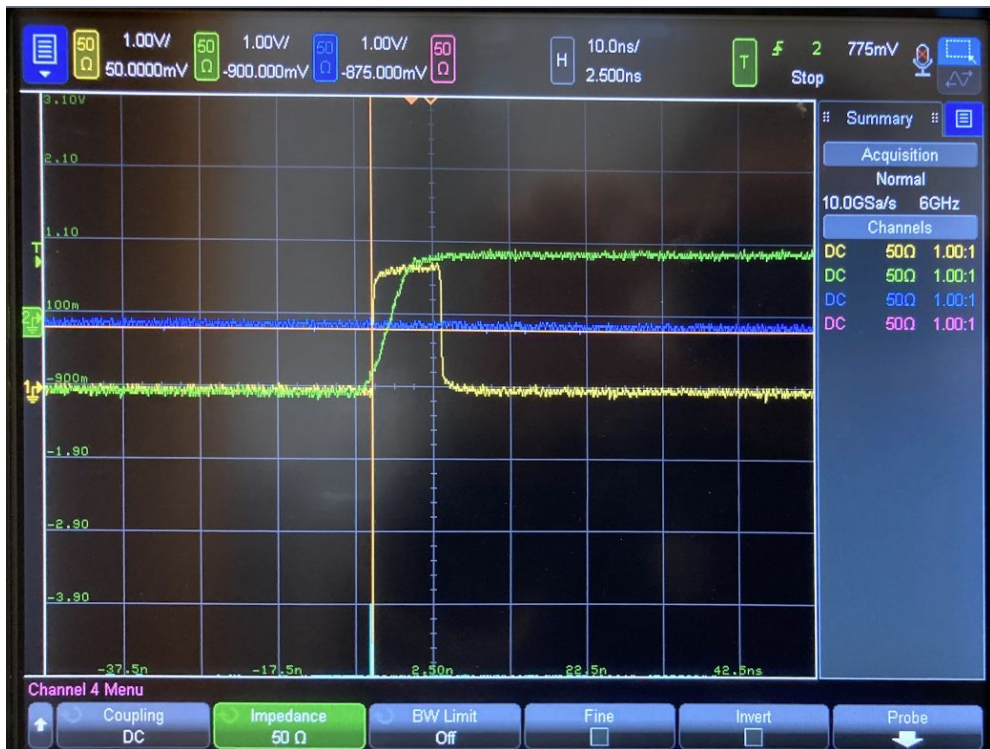 50 Ω 1.00V/ 50.0000mV
50 Ω 1.00V/ -900.000mV
50 Ω 1.00V/ -875.000mV
50 Ω
H 10.0ns/ 2.500ns
T 2 775mV Stop
3.10V
2.10
1.10
100m
-900m
-1.90
-2.90
-3.90
T
2
1
-37.5n -17.5n 2.50n 22.5n 42.5ns
Summary
Acquisition
Normal
10.0GSa/s 6GHz
Channels
DC 50Ω 1.00:1
DC 50Ω 1.00:1
DC 50Ω 1.00:1
DC 50Ω 1.00:1
Channel 4 Menu
Coupling DC
Impedance 50 Ω
BW Limit Off
Fine
Invert
Probe